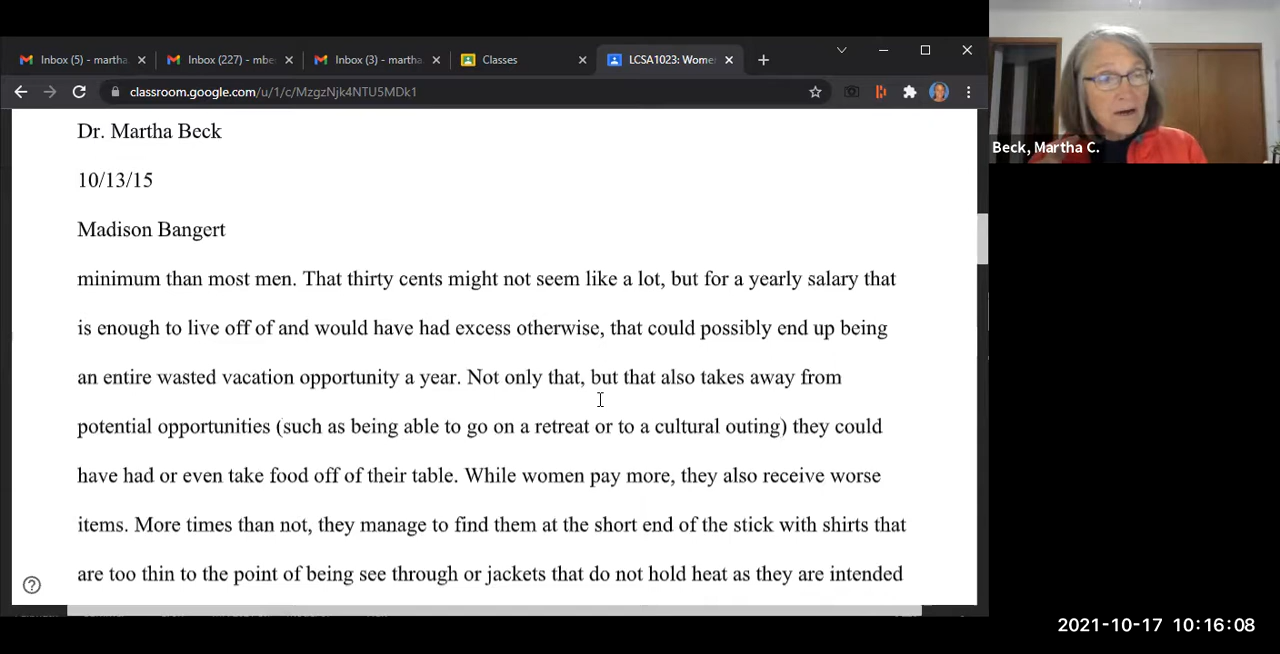 Inbox (5) - martha
Inbox (227) - mbe
Inbox (3) - martha
Classes
LCSA1023: Wome
classroom.google.com/u/1/c/MzgzNjk4NTU5MDk1
Dr. Martha Beck
10/13/15
Madison Bangert
minimum than most men. That thirty cents might not seem like a lot, but for a yearly salary that
is enough to live off of and would have had excess otherwise, that could possibly end up being
an entire wasted vacation opportunity a year. Not only that, but that also takes away from
potential opportunities (such as being able to go on a retreat or to a cultural outing) they could
have had or even take food off of their table. While women pay more, they also receive worse
items. More times than not, they manage to find them at the short end of the stick with shirts that
are too thin to the point of being see through or jackets that do not hold heat as they are intended
Beck, Martha C.
2021-10-17 10:16:08